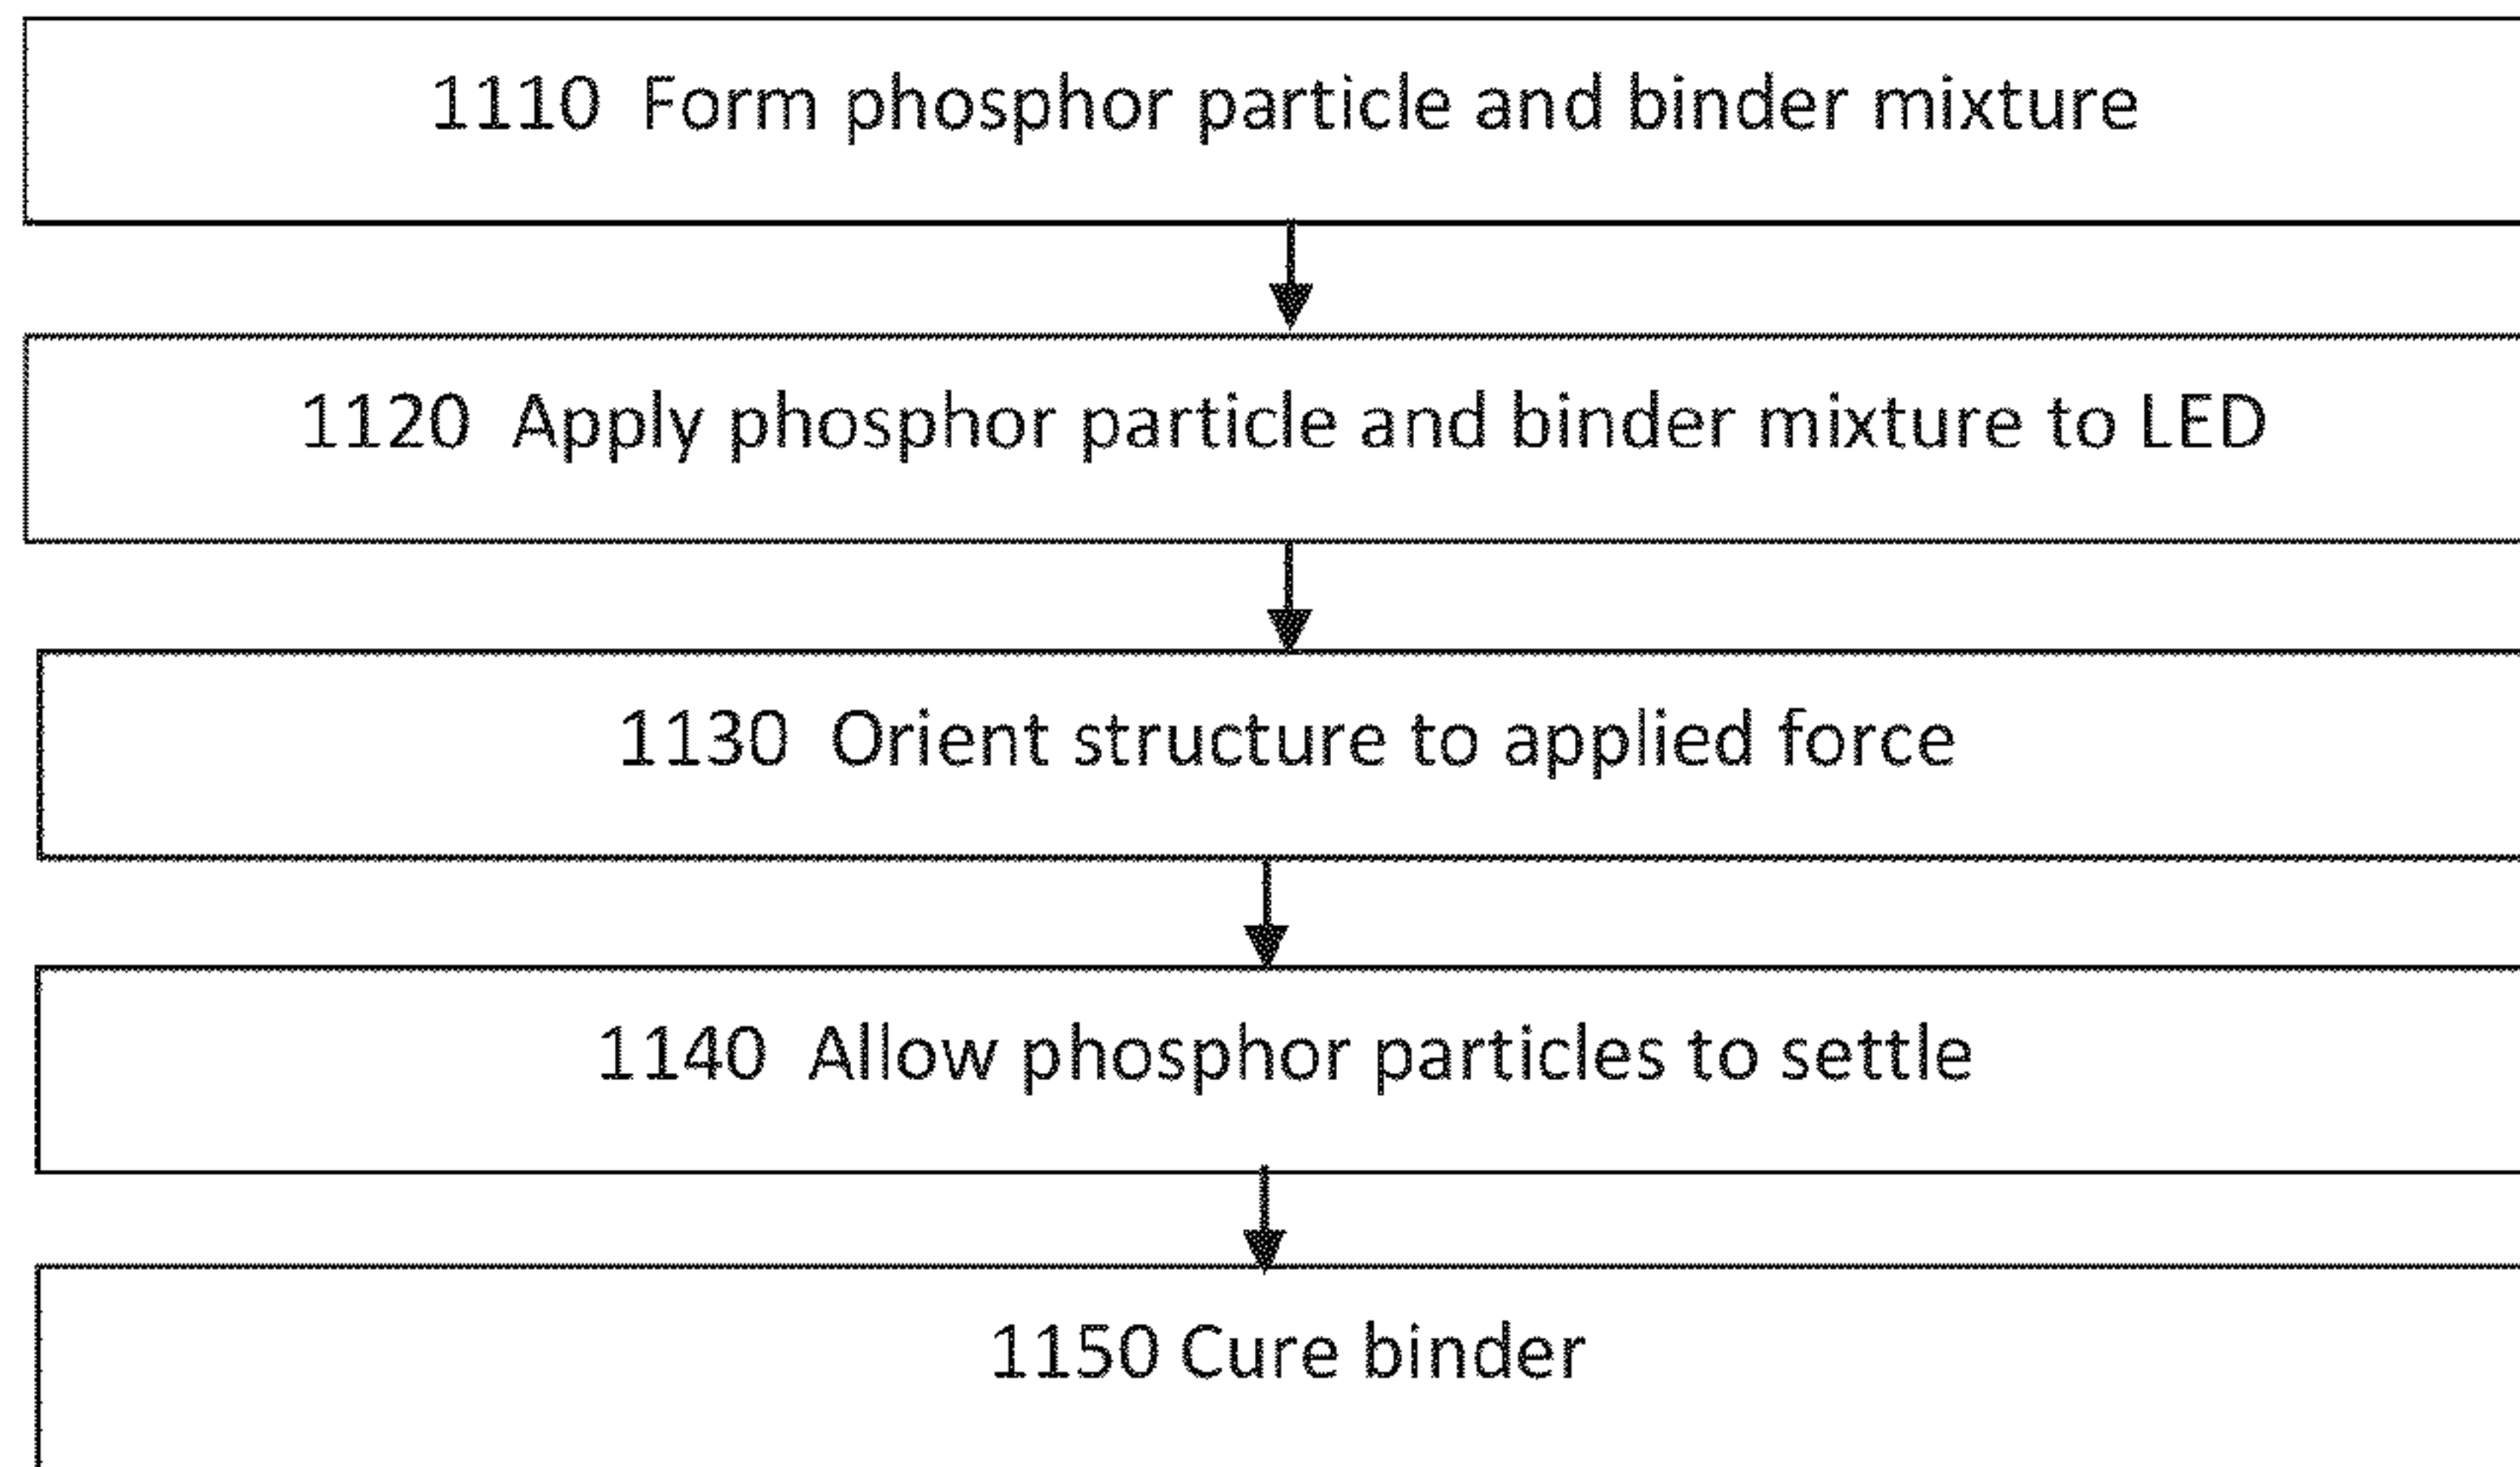 1110 Form phosphor particle and binder mixture
1120 Apply phosphor particle and binder mixture to LED
1130 Orient structure to applied force
1140 Allow phosphor particles to settle
1150 Cure binder